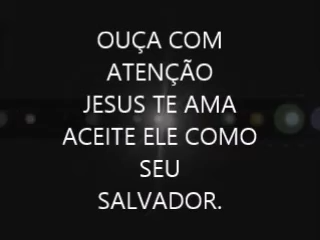 OUÇA COM
ATENÇÃO
JESUS TE AMA
ACEITE ELE COMO
SEU
SALVADOR.